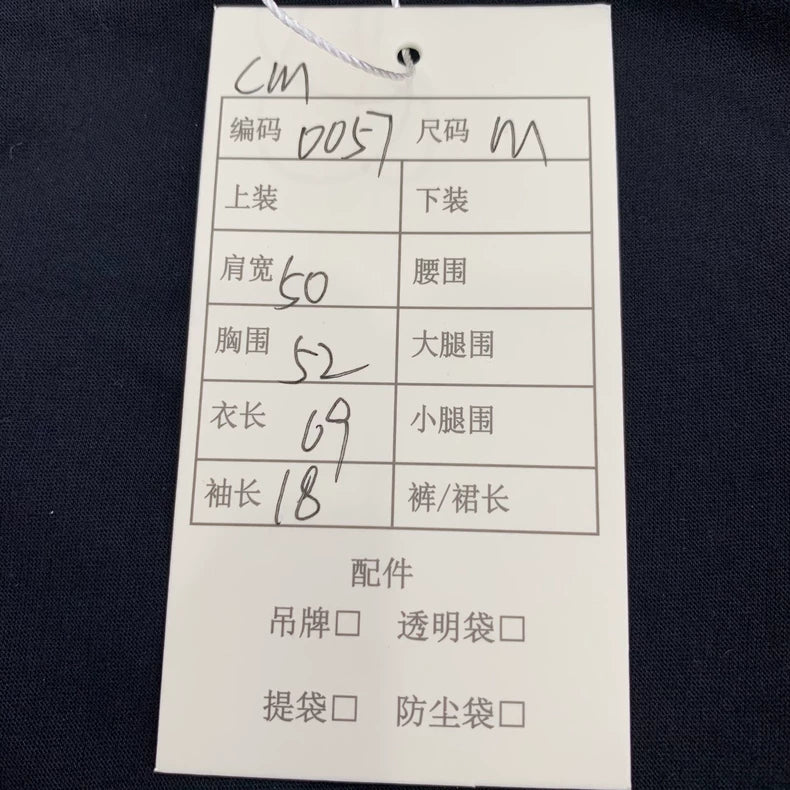 CM
编码 0057 尺码 M
上装 下装
肩宽 50 腰围
胸围 52 大腿围
衣长 69 小腿围
袖长 18 裤/裙长
配件
吊牌□ 透明袋□
提袋□ 防尘袋□